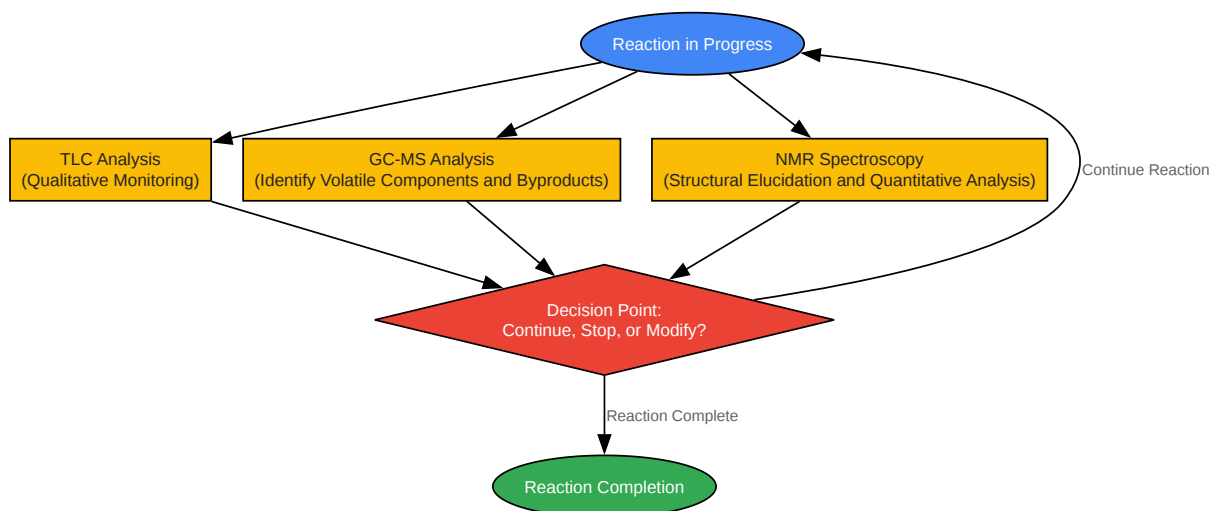 Reaction in Progress
TLC Analysis
(Qualitative Monitoring)
GC-MS Analysis
(Identify Volatile Components and Byproducts)
NMR Spectroscopy
(Structural Elucidation and Quantitative Analysis)
Continue Reaction
Decision Point:
Continue, Stop, or Modify?
Reaction Complete
Reaction Completion